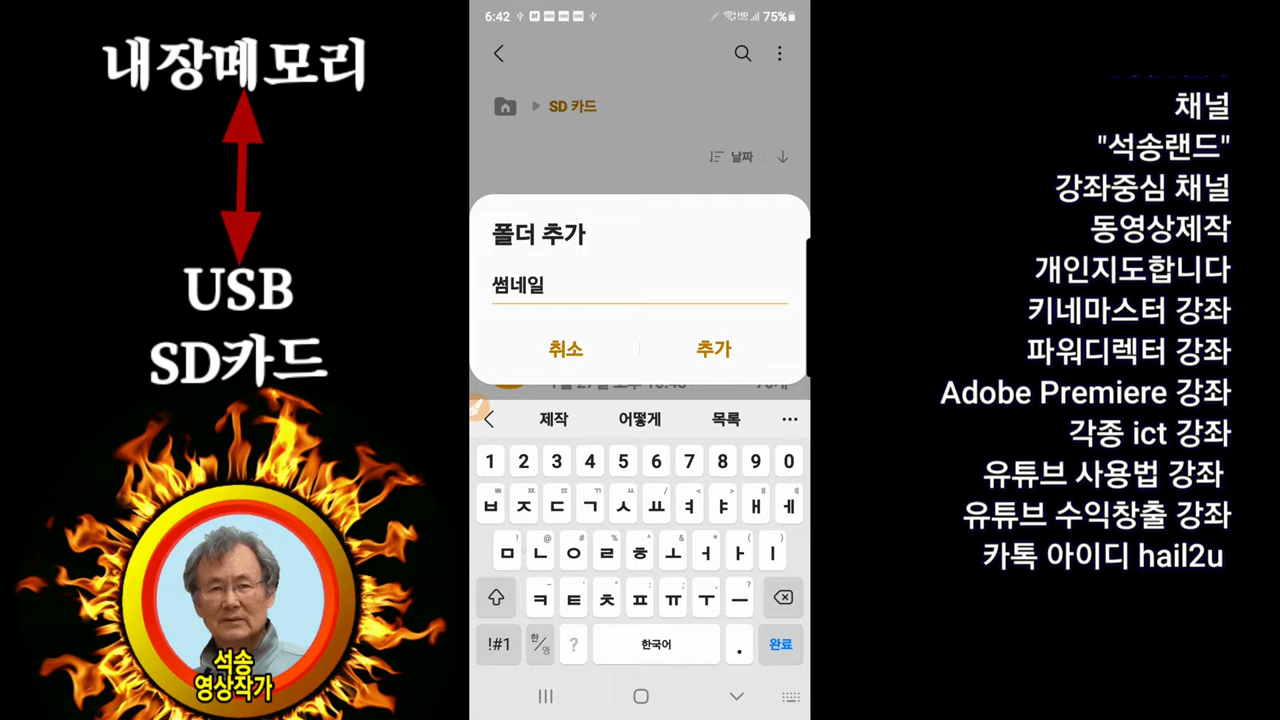 내장메모리
USB
SD카드
석송
영상작가
6:42
75%
SD 카드
날짜
폴더 추가
썸네일
취소
추가
제작
어떻게
목록
1 2 3 4 5 6 7 8 9 0
ㅂ ㅈ ㄷ ㄱ ㅅ ㅛ ㅕ ㅑ ㅐ ㅔ
ㅁ ㄴ ㅇ ㄹ ㅎ ㅗ ㅓ ㅏ ㅣ
ㅋ ㅌ ㅊ ㅍ ㅠ ㅜ ㅡ
!#1 한/영 ? 한국어 . 완료
채널
"석송랜드"
강좌중심 채널
동영상제작
개인지도합니다
키네마스터 강좌
파워디렉터 강좌
Adobe Premiere 강좌
각종 ict 강좌
유튜브 사용법 강좌
유튜브 수익창출 강좌
카톡 아이디 hail2u